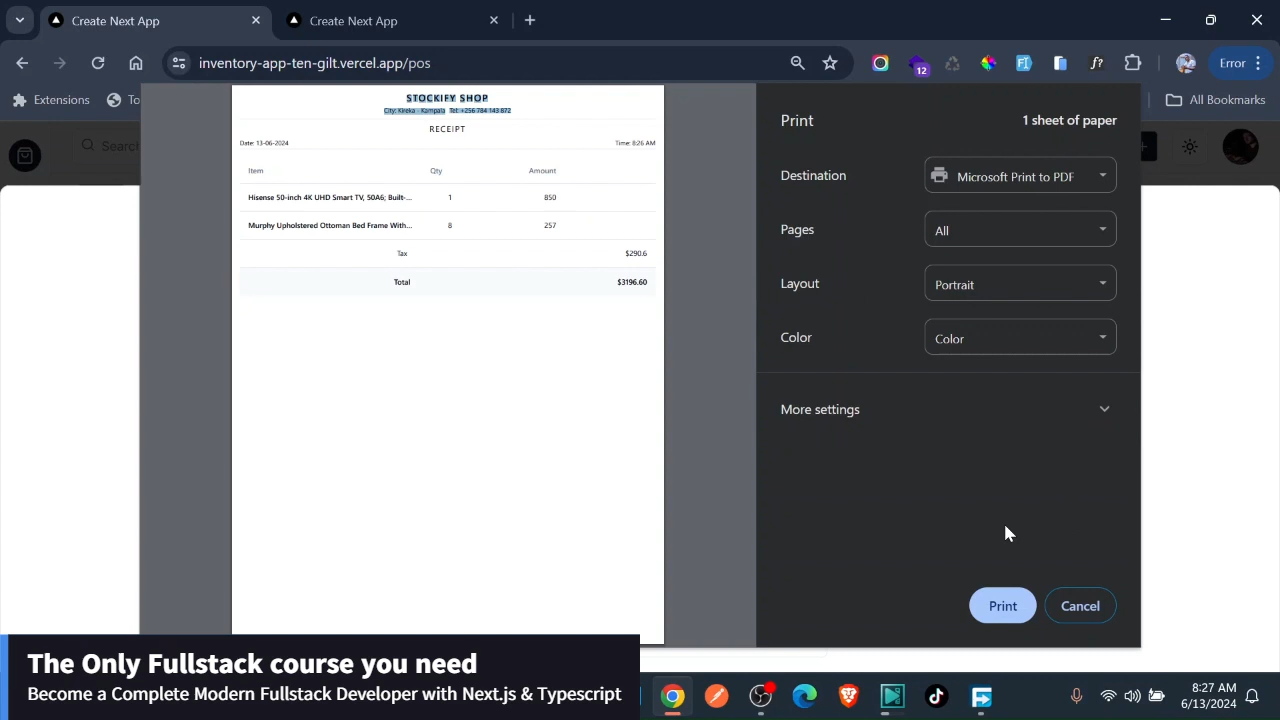 Create Next App
Create Next App
inventory-app-course.vercel.app/pos
12
Error
Extensions
All Bookmarks
Search
STOCKIFY SHOP
City: Kireka - Kampala Tel: +256 784 143 872
RECEIPT
Date: 13-06-2024
Time: 8:26 AM
Item Qty Amount
Hisense 50-inch 4K UHD Smart TV, 50A6; Built-... 1 850
Murphy Upholstered Ottoman Bed Frame With... 8 257
Tax $290.6
Total $3196.60
Print 1 sheet of paper
Destination Microsoft Print to PDF
Pages All
Layout Portrait
Color Color
More settings
Print Cancel
The Only Fullstack course you need
Become a Complete Modern Fullstack Developer with Next.js & Typescript
8:27 AM
6/13/2024